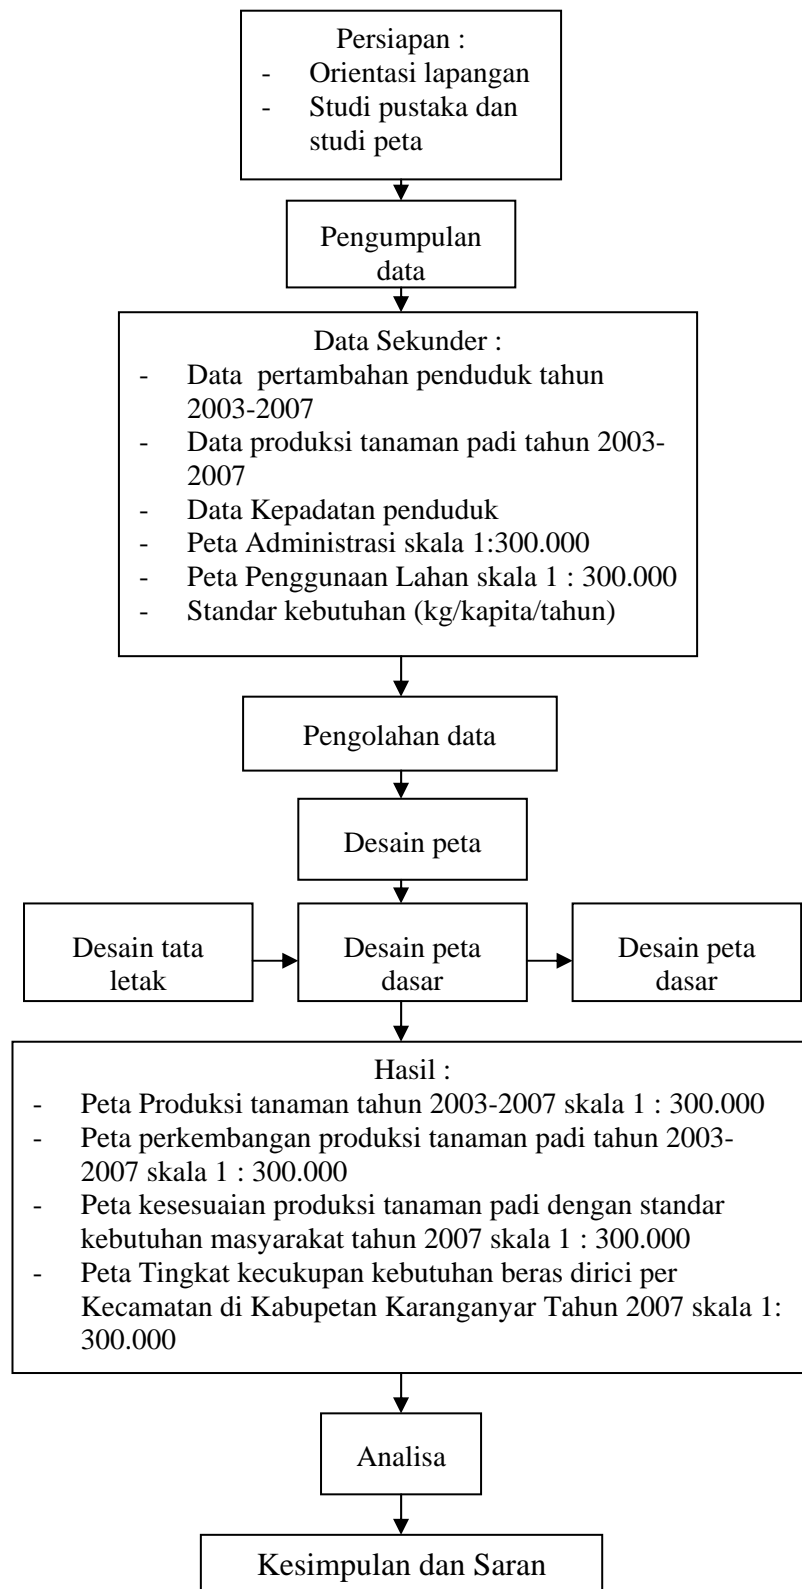 Persiapan :
- Orientasi lapangan
- Studi pustaka dan
studi peta
Pengumpulan
data
Data Sekunder :
- Data pertambahan penduduk tahun
2003-2007
- Data produksi tanaman padi tahun 2003-
2007
- Data Kepadatan penduduk
- Peta Administrasi skala 1:300.000
- Peta Penggunaan Lahan skala 1 : 300.000
- Standar kebutuhan (kg/kapita/tahun)
Pengolahan data
Desain peta
Desain tata
letak
Desain peta
dasar
Desain peta
dasar
Hasil :
- Peta Produksi tanaman tahun 2003-2007 skala 1 : 300.000
- Peta perkembangan produksi tanaman padi tahun 2003-
2007 skala 1 : 300.000
- Peta kesesuaian produksi tanaman padi dengan standar
kebutuhan masyarakat tahun 2007 skala 1 : 300.000
- Peta Tingkat kecukupan kebutuhan beras dirici per
Kecamatan di Kabupetan Karanganyar Tahun 2007 skala 1:
300.000
Analisa
Kesimpulan dan Saran